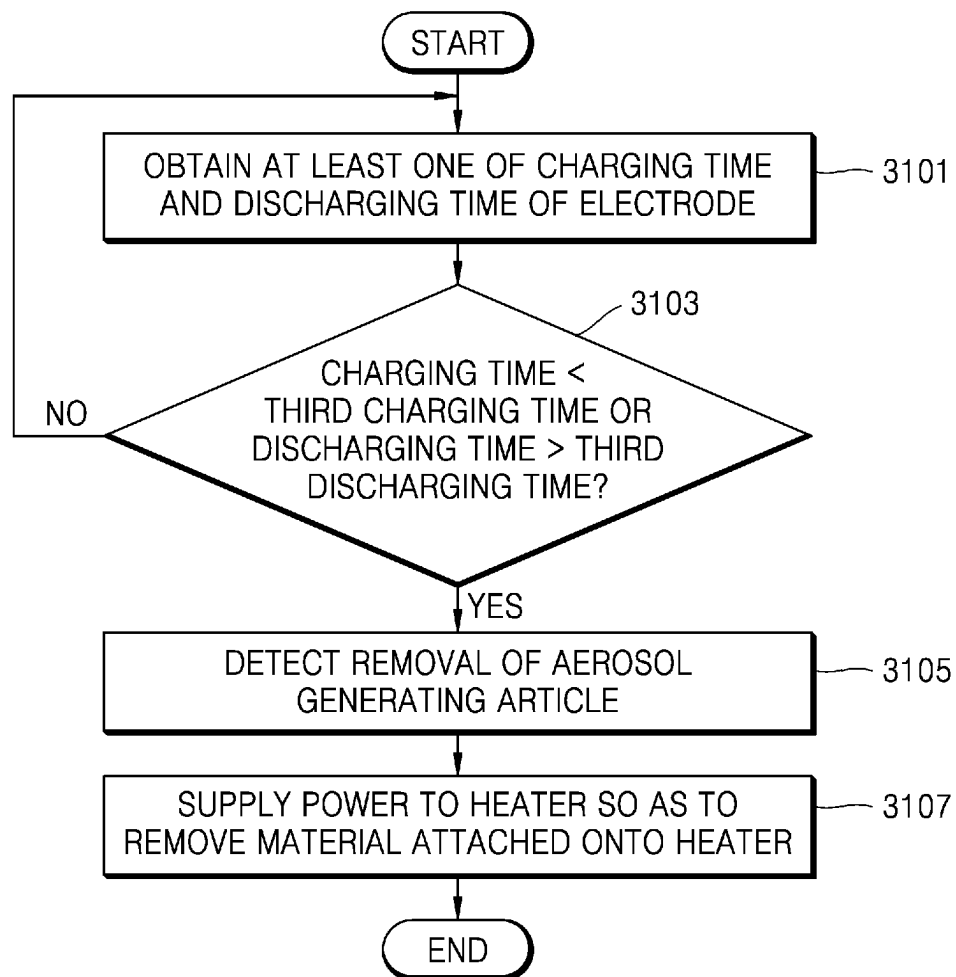 START
OBTAIN AT LEAST ONE OF CHARGING TIME
AND DISCHARGING TIME OF ELECTRODE
3101
3103
CHARGING TIME <
THIRD CHARGING TIME OR
DISCHARGING TIME > THIRD
DISCHARGING TIME?
NO
YES
DETECT REMOVAL OF AEROSOL
GENERATING ARTICLE
3105
SUPPLY POWER TO HEATER SO AS TO
REMOVE MATERIAL ATTACHED ONTO HEATER
3107
END